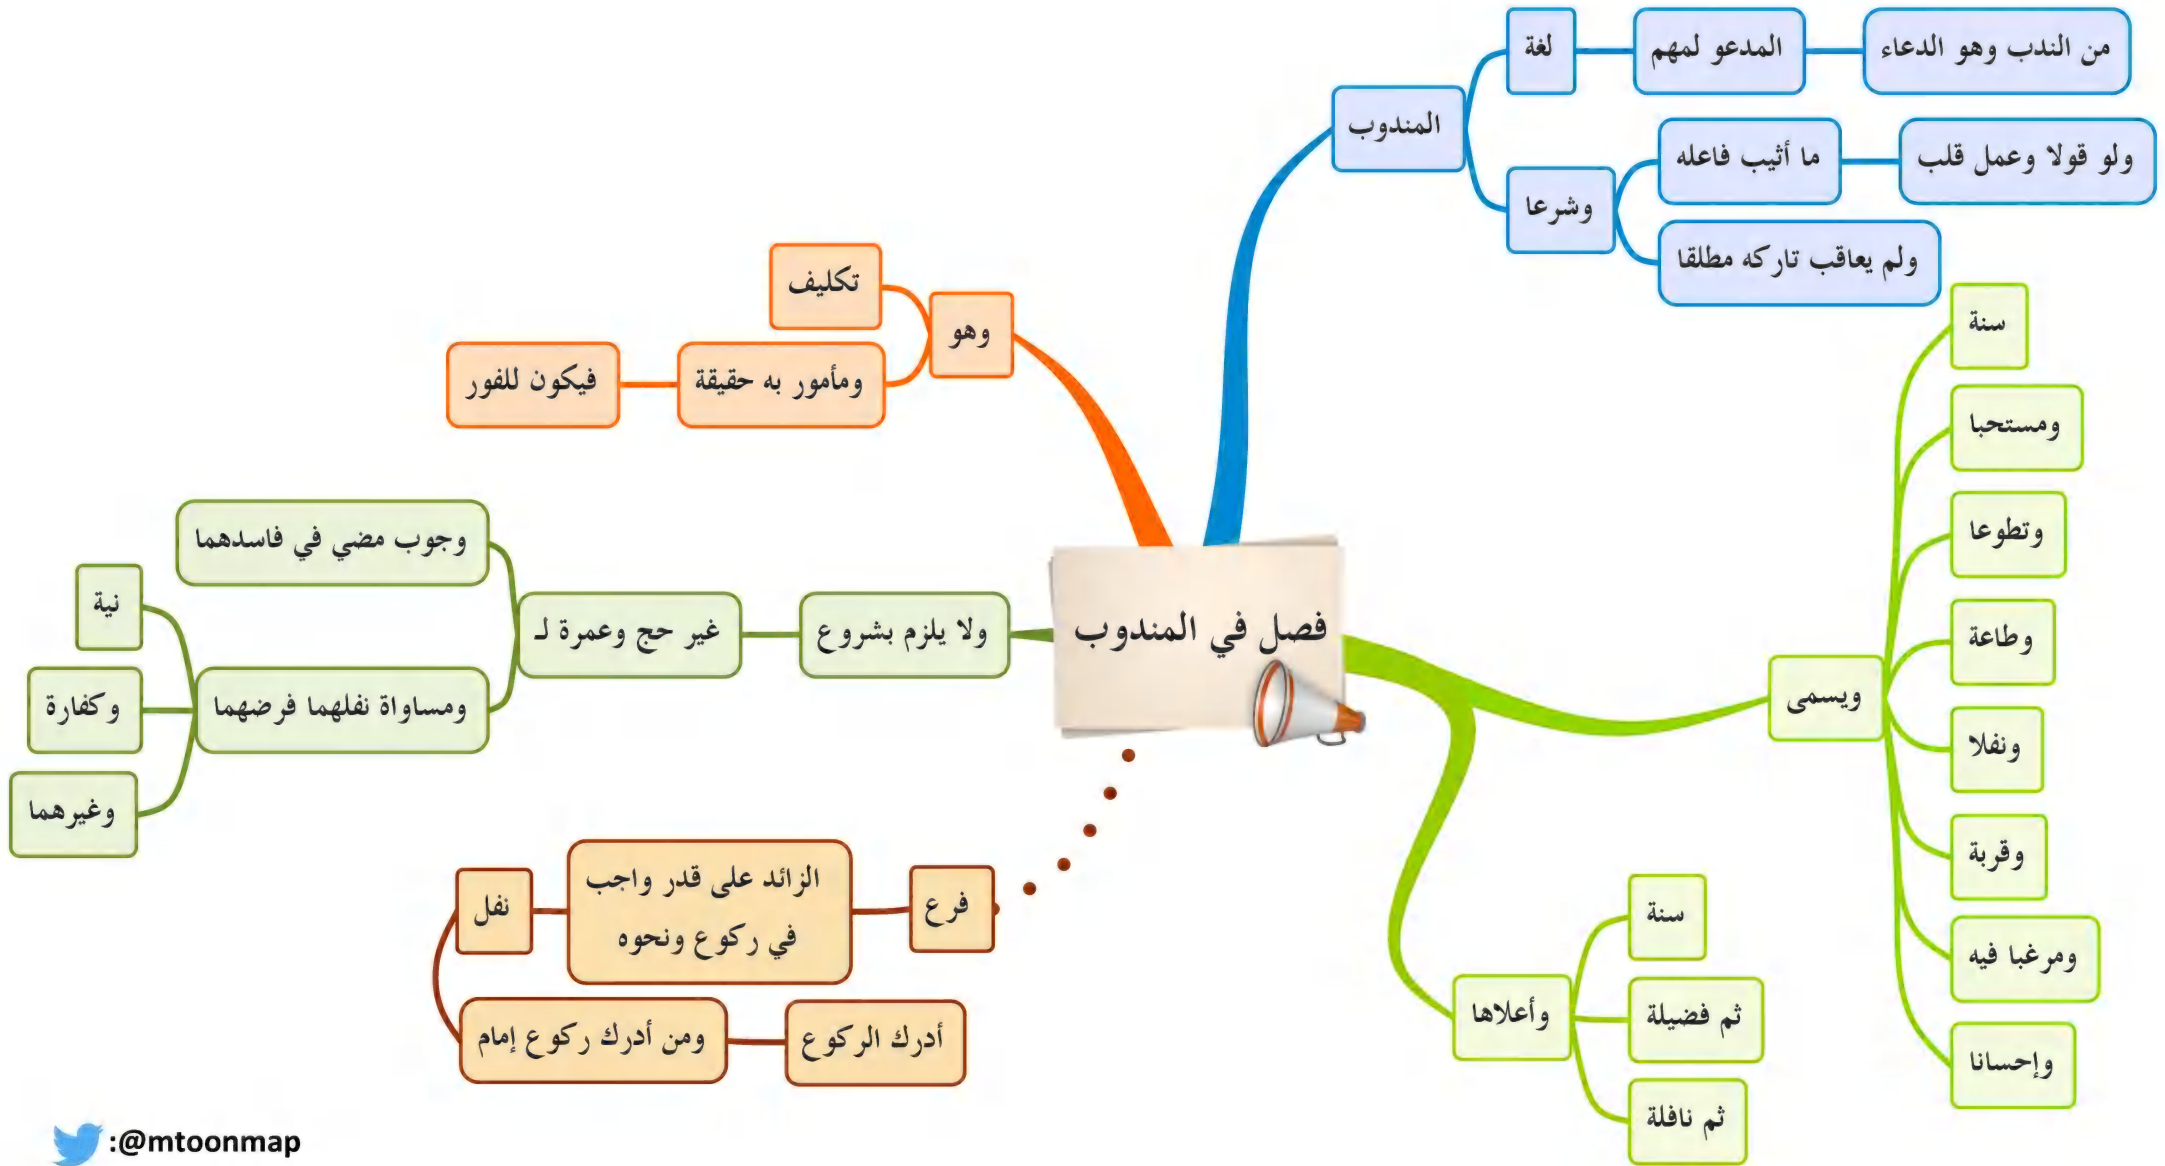 فصل في المندوب
المندوب
لغة
المدعو لمهم
من الندب وهو الدعاء
وشرعا
ما أثيب فاعله
ولو قولا وعمل قلب
ولم يعاقب تاركه مطلقا
ويسمى
سنة
ومستحبا
وتطوعا
وطاعة
ونفلا
وقربة
ومرغبا فيه
وإحسانا
وأعلاها
سنة
ثم فضيلة
ثم نافلة
وهو
تكليف
ومأمور به حقيقة
فيكون للفور
ولا يلزم بشروع
غير حج وعمرة لـ
وجوب مضي في فاسدهما
ومساواة نفلهما فرضهما
نية
وكفارة
وغيرهما
فرع
الزائد على قدر واجب
في ركوع ونحوه
نفل
ومن أدرك ركوع إمام
أدرك الركوع
:@mtoonmap